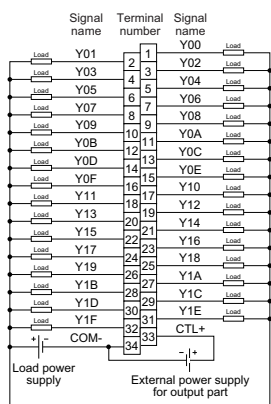 Signal name Terminal number Signal name
Y00 Load
1
Load Y01 2
Y02 Load
3
Load Y03 4
Y04 Load
5
Load Y05 6
Y06 Load
7
Load Y07 8
Y08 Load
9
Load Y09 10
Y0A Load
11
Load Y0B 12
Y0C Load
13
Load Y0D 14
Y0E Load
15
Load Y0F 16
Y10 Load
17
Load Y11 18
Y12 Load
19
Load Y13 20
Y14 Load
21
Load Y15 22
Y16 Load
23
Load Y17 24
Y18 Load
25
Load Y19 26
Y1A Load
27
Load Y1B 28
Y1C Load
29
Load Y1D 30
Y1E Load
31
Load Y1F 32
CTL+
33
+ - COM- 34
- +
Load power supply
External power supply for output part